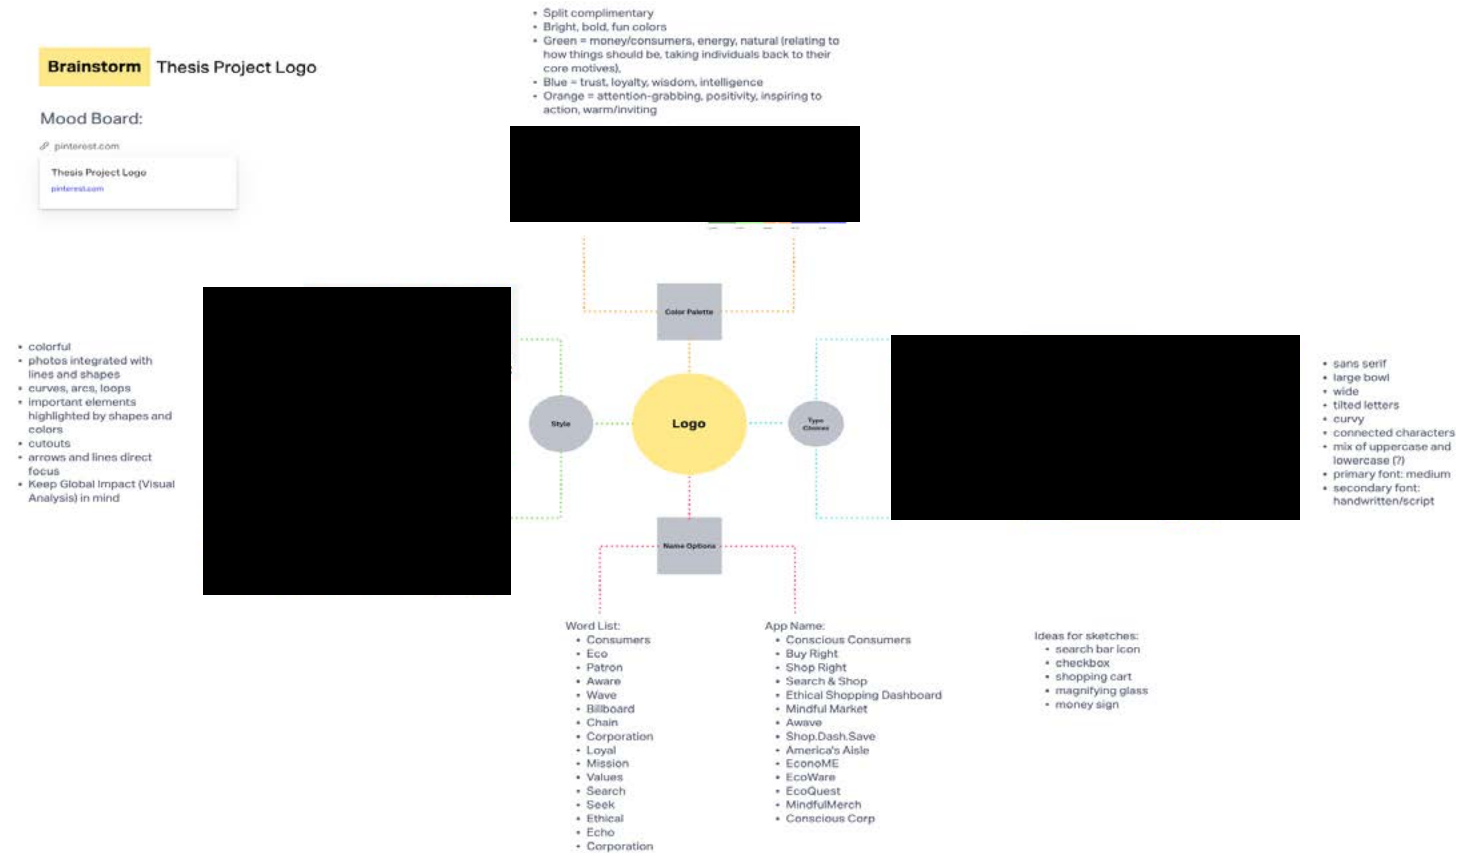 Brainstorm Thesis Project Logo
Mood Board:
pinterest.com
Thesis Project Logo
pinterest.com
• Split complimentary
• Bright, bold, fun colors
• Green = money/consumers, energy, natural (relating to
how things should be, taking individuals back to their
core motives),
• Blue = trust, loyalty, wisdom, intelligence
• Orange = attention-grabbing, positivity, inspiring to
action, warm/inviting
Color Palette
• colorful
• photos integrated with
lines and shapes
• curves, arcs, loops
• important elements
highlighted by shapes and
colors
• cutouts
• arrows and lines direct
focus
• Keep Global Impact (Visual
Analysis) in mind
Style
Logo
Type
Choices
• sans serif
• large bowl
• wide
• tilted letters
• curvy
• connected characters
• mix of uppercase and
lowercase (?)
• primary font: medium
• secondary font:
handwritten/script
Name Options
Word List:
• Consumers
• Eco
• Patron
• Aware
• Wave
• Billboard
• Chain
• Corporation
• Loyal
• Mission
• Values
• Search
• Seek
• Ethical
• Echo
• Corporation
App Name:
• Conscious Consumers
• Buy Right
• Shop Right
• Search & Shop
• Ethical Shopping Dashboard
• Mindful Market
• Awave
• Shop.Dash.Save
• America's Aisle
• EconoME
• EcoWare
• EcoQuest
• MindfulMerch
• Conscious Corp
Ideas for sketches:
• search bar icon
• checkbox
• shopping cart
• magnifying glass
• money sign